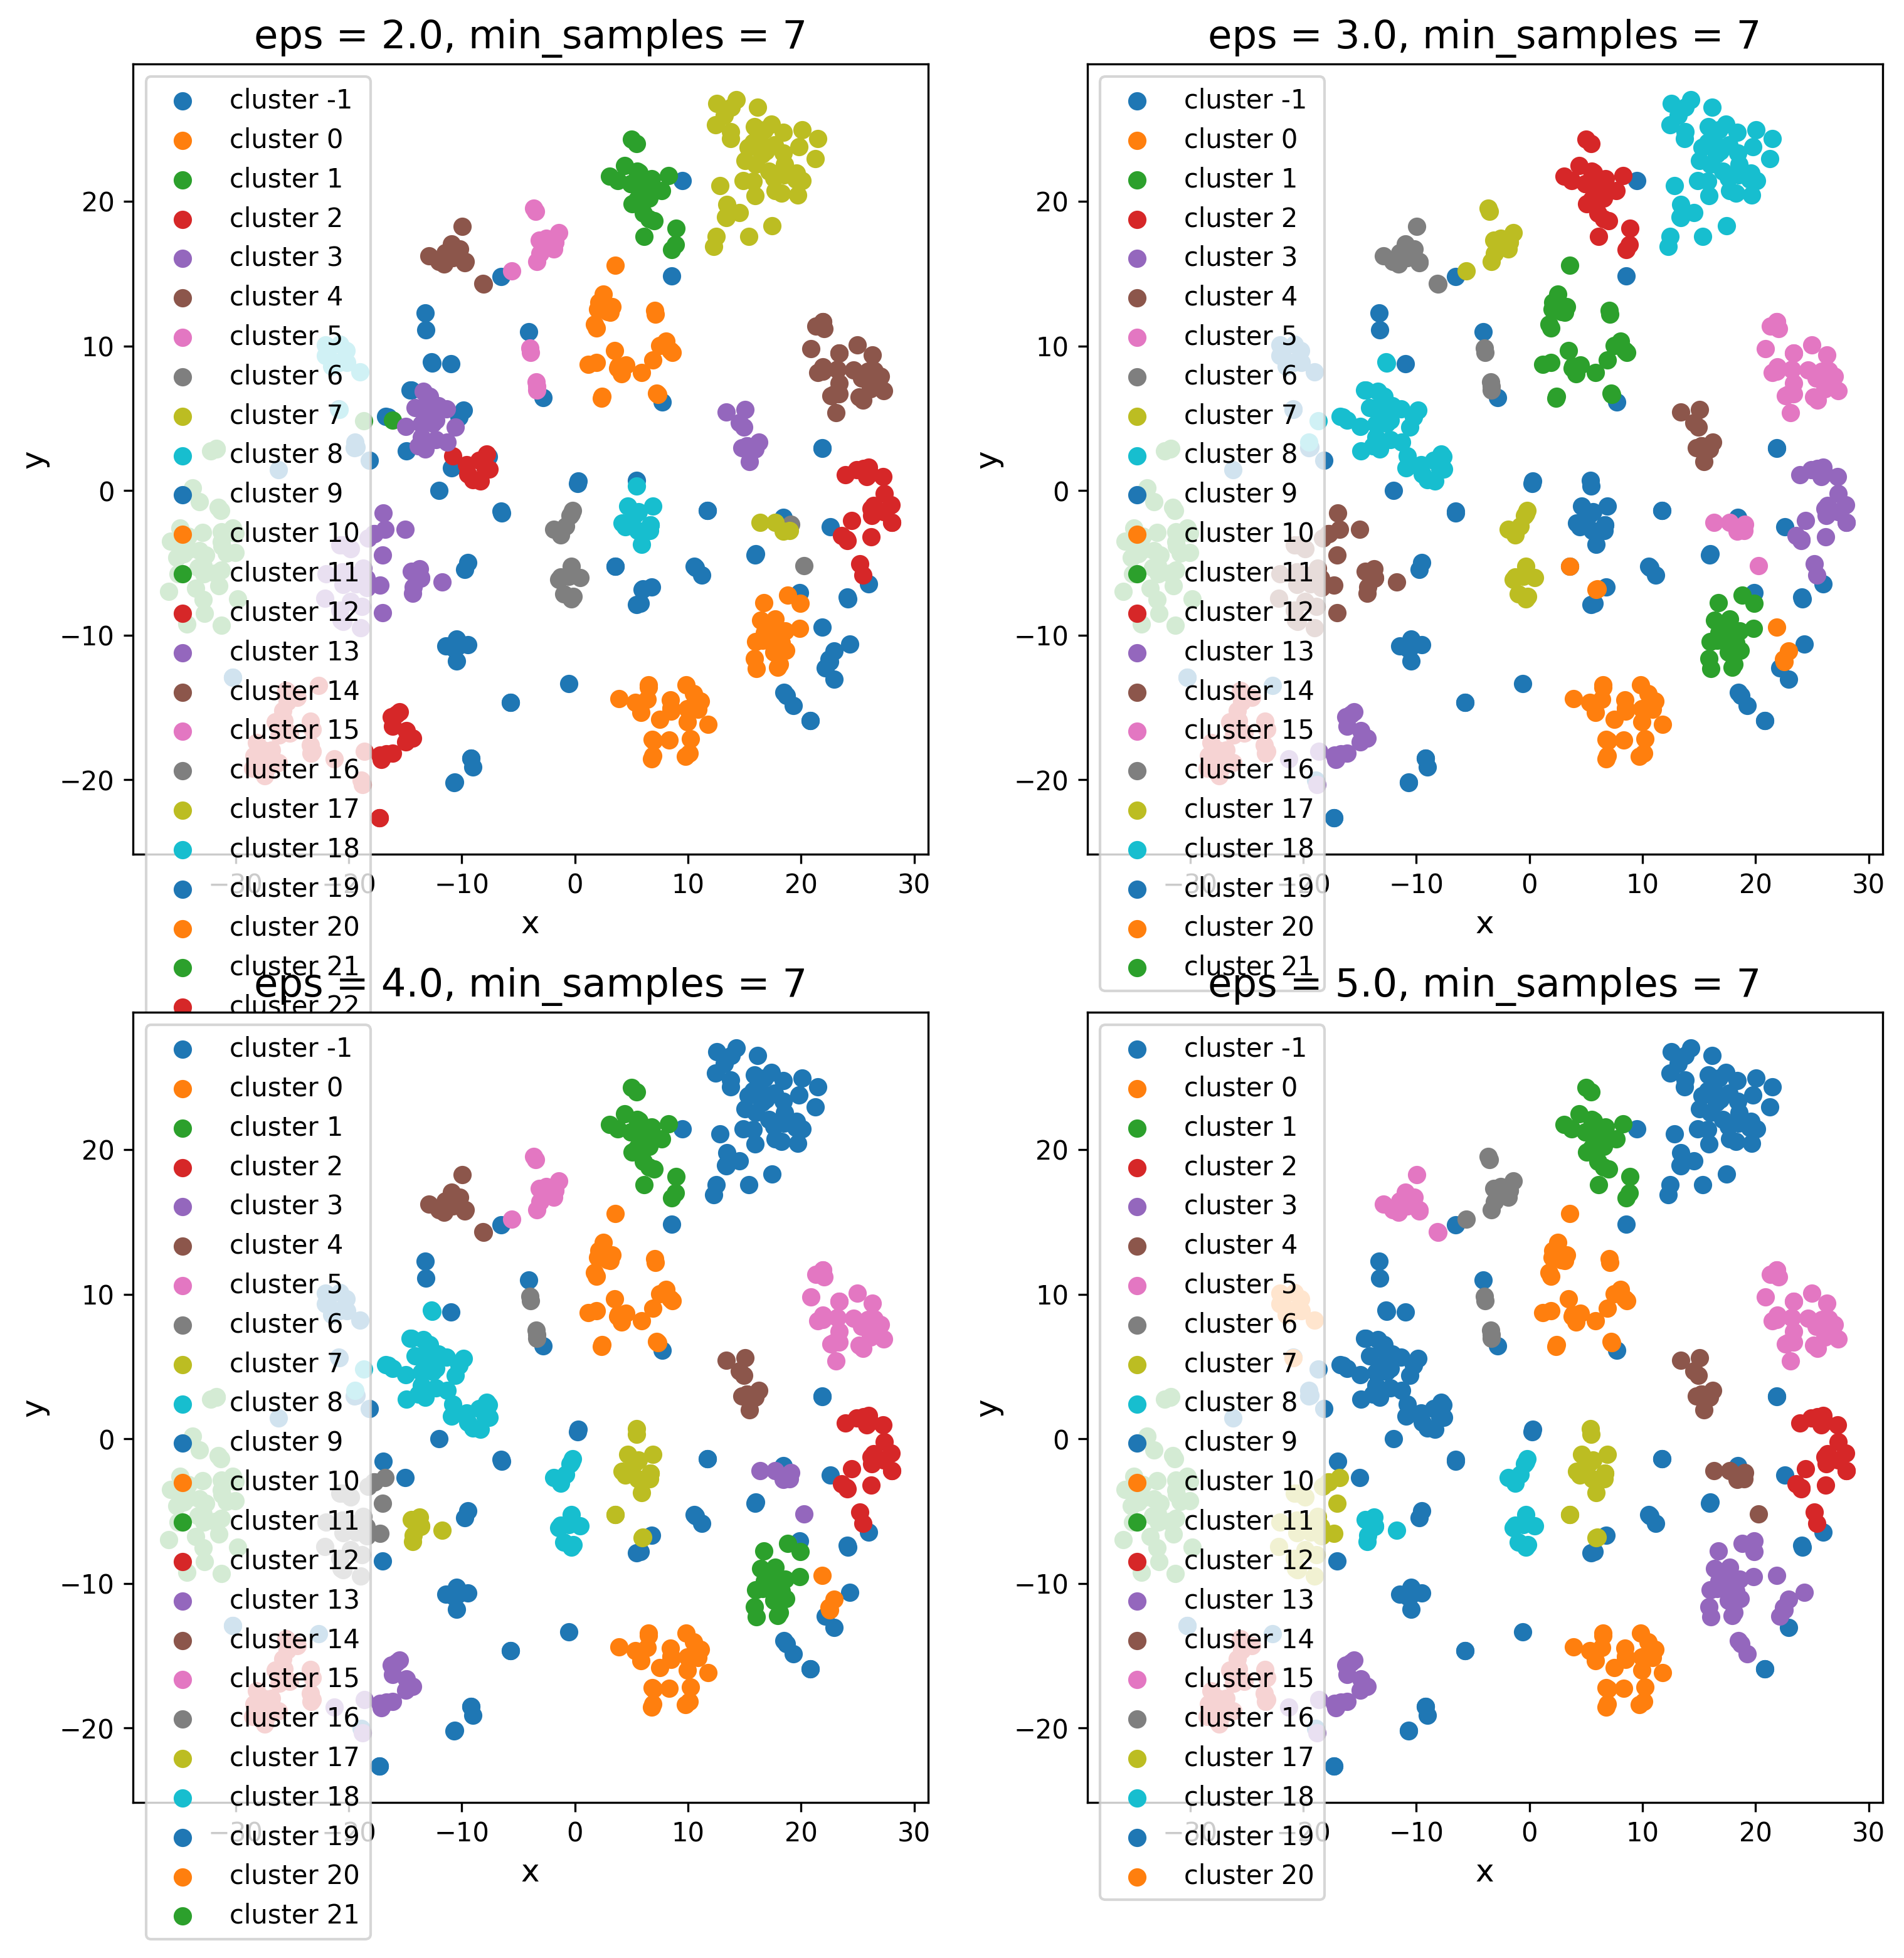 eps = 2.0, min_samples = 7
cluster -1
cluster 0
cluster 1
cluster 2
cluster 3
cluster 4
cluster 5
cluster 6
cluster 7
cluster 8
cluster 9
cluster 10
cluster 11
cluster 12
cluster 13
cluster 14
cluster 15
cluster 16
cluster 17
cluster 18
cluster 19
cluster 20
cluster 21
cluster 22
y
20
10
0
−10
−20
−30 −20 −10 0 10 20 30
x
eps = 3.0, min_samples = 7
cluster -1
cluster 0
cluster 1
cluster 2
cluster 3
cluster 4
cluster 5
cluster 6
cluster 7
cluster 8
cluster 9
cluster 10
cluster 11
cluster 12
cluster 13
cluster 14
cluster 15
cluster 16
cluster 17
cluster 18
cluster 19
cluster 20
cluster 21
y
20
10
0
−10
−20
−30 −20 −10 0 10 20 30
x
eps = 4.0, min_samples = 7
cluster -1
cluster 0
cluster 1
cluster 2
cluster 3
cluster 4
cluster 5
cluster 6
cluster 7
cluster 8
cluster 9
cluster 10
cluster 11
cluster 12
cluster 13
cluster 14
cluster 15
cluster 16
cluster 17
cluster 18
cluster 19
cluster 20
cluster 21
y
20
10
0
−10
−20
−30 −20 −10 0 10 20 30
x
eps = 5.0, min_samples = 7
cluster -1
cluster 0
cluster 1
cluster 2
cluster 3
cluster 4
cluster 5
cluster 6
cluster 7
cluster 8
cluster 9
cluster 10
cluster 11
cluster 12
cluster 13
cluster 14
cluster 15
cluster 16
cluster 17
cluster 18
cluster 19
cluster 20
y
20
10
0
−10
−20
−30 −20 −10 0 10 20 30
x